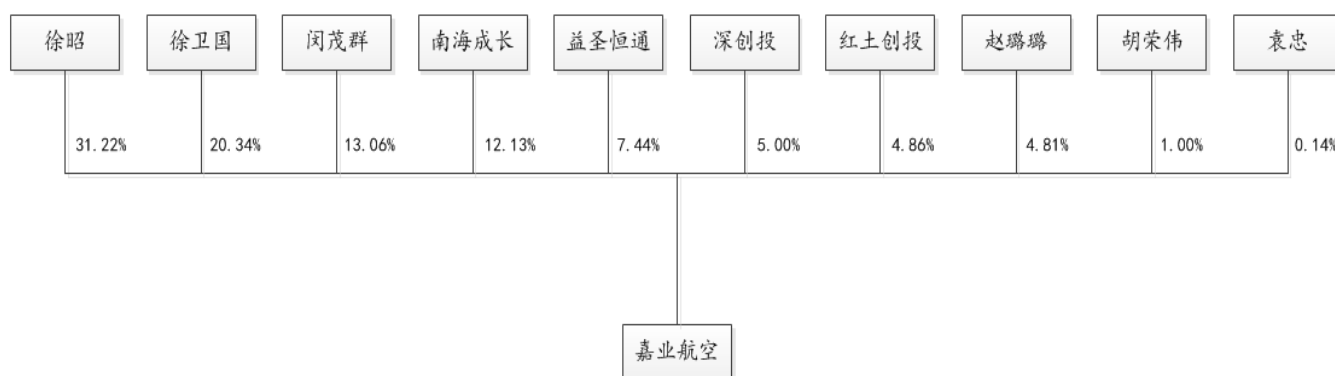 徐昭 徐卫国 闵茂群 南海成长 益圣恒通 深创投 红土创投 赵璐璐 胡荣伟 袁忠
31.22% 20.34% 13.06% 12.13% 7.44% 5.00% 4.86% 4.81% 1.00% 0.14%
嘉业航空